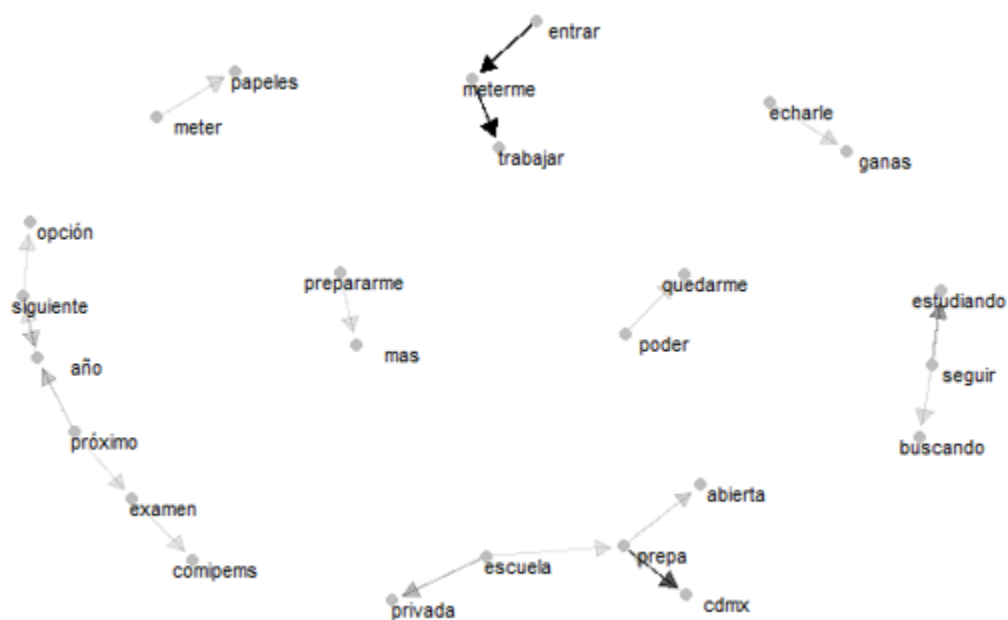 entrar
papeles
meterme
meter
echarle
trabajar
ganas
opción
prepararme
quedarme
siguiente
estudiando
mas
poder
año
seguir
próximo
buscando
abierta
examen
prepa
comipems
escuela
privada
cdmx